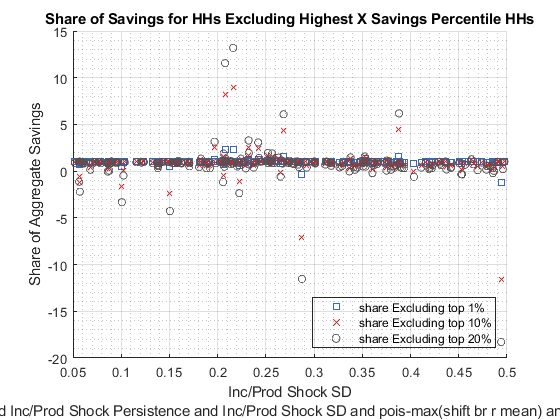 Share of Savings for HHs Excluding Highest X Savings Percentile HHs
15
10
5
0
-5
-10
-15
-20
Share of Aggregate Savings
share Excluding top 1%
share Excluding top 10%
share Excluding top 20%
0.05 0.1 0.15 0.2 0.25 0.3 0.35 0.4 0.45 0.5
Inc/Prod Shock SD
d Inc/Prod Shock Persistence and Inc/Prod Shock SD and pois-max(shift br r mean) a